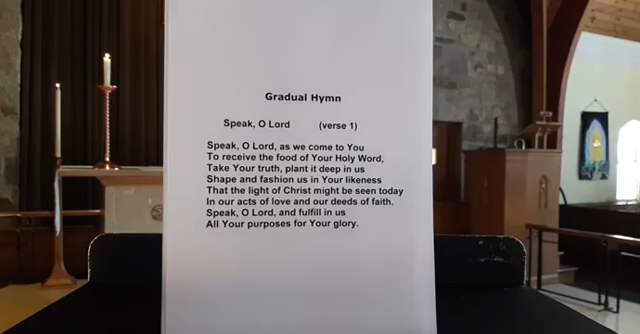 Gradual Hymn
Speak, O Lord (verse 1)
Speak, O Lord, as we come to You
To receive the food of Your Holy Word,
Take Your truth, plant it deep in us
Shape and fashion us in Your likeness
That the light of Christ might be seen today
In our acts of love and our deeds of faith.
Speak, O Lord, and fulfill in us
All Your purposes for Your glory.